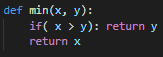 def min(x, y):
    if( x > y): return y
    return x